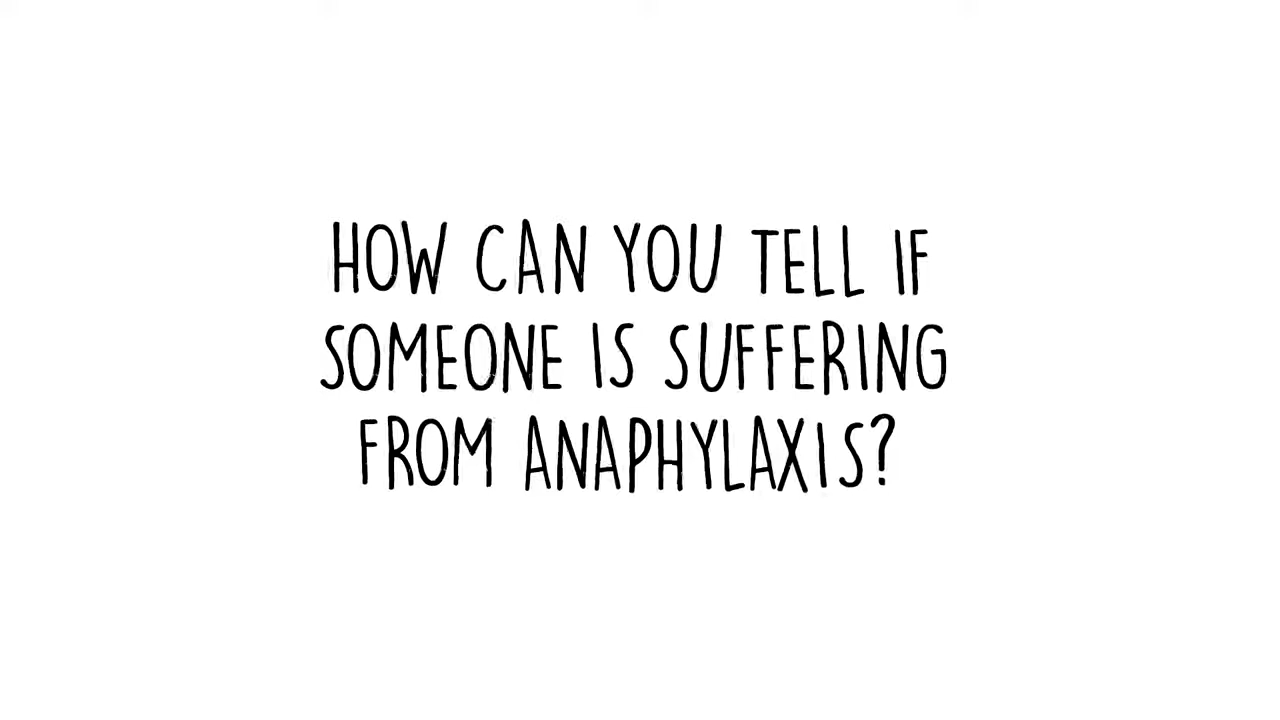 HOW CAN YOU TELL IF
SOMEONE IS SUFFERING
FROM ANAPHYLAXIS?